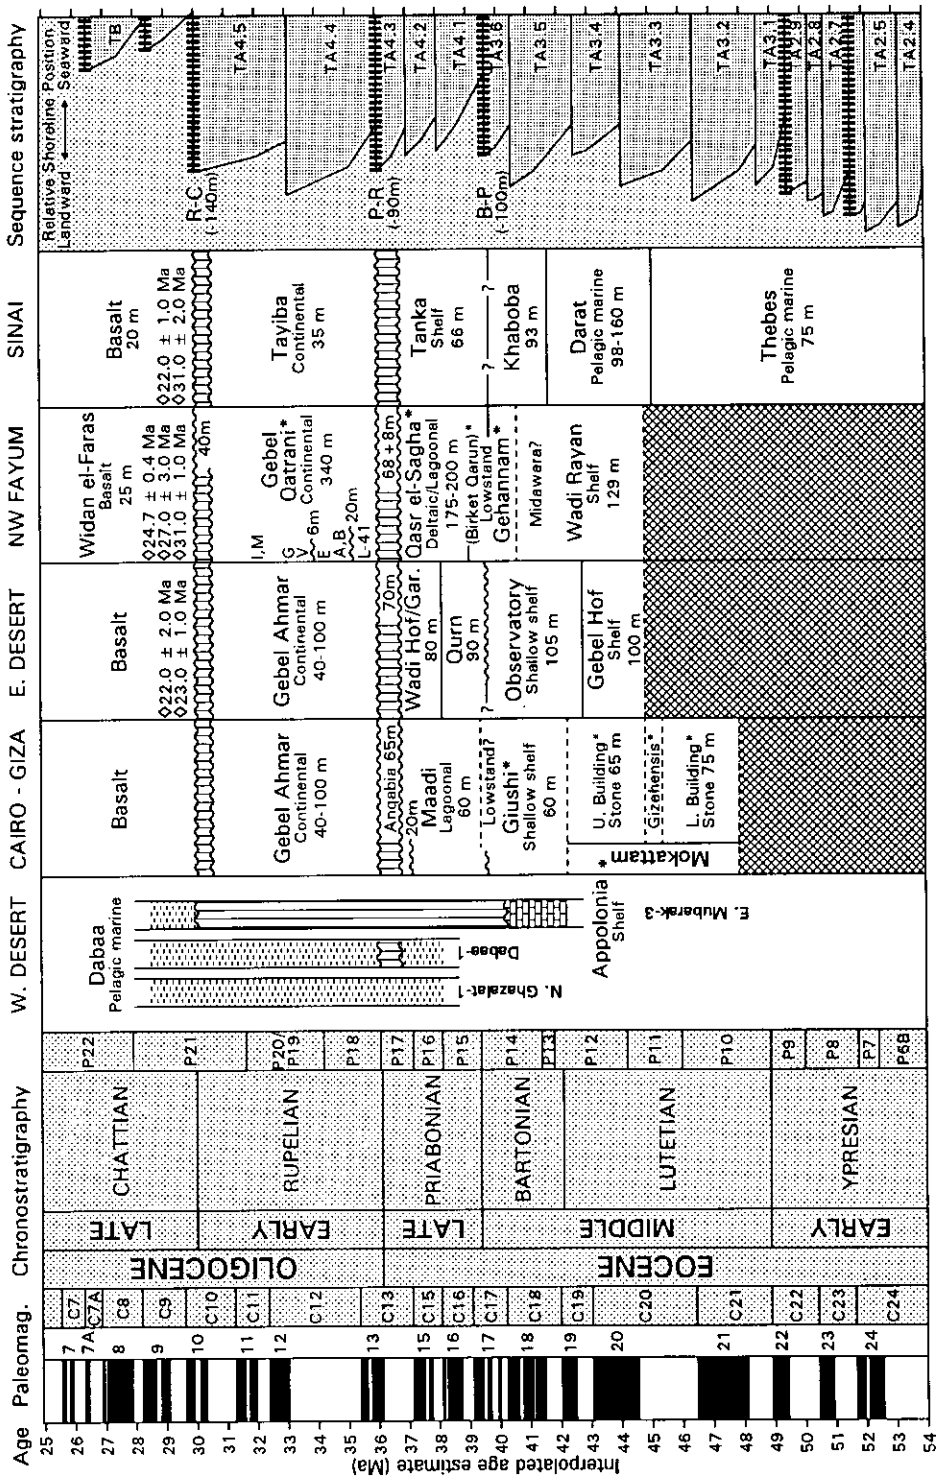 Age
Paleomag.
Chronostratigraphy
W. DESERT
CAIRO - GIZA
E. DESERT
NW FAYUM
SINAI
Sequence stratigraphy
Interpolated age estimate (Ma)
25
26
27
28
29
30
31
32
33
34
35
36
37
38
39
40
41
42
43
44
45
46
47
48
49
50
51
52
53
54
7
7A
8
9
10
11
12
13
15
16
17
18
19
20
21
22
23
24
C7
C7A
C8
C9
C10
C11
C12
C13
C15
C16
C17
C18
C19
C20
C21
C22
C23
C24
OLIGOCENE
EOCENE
LATE
EARLY
LATE
MIDDLE
EARLY
CHATTIAN
RUPELIAN
PRIABONIAN
BARTONIAN
LUTETIAN
YPRESIAN
P22
P21
P20/
P19
P18
P17
P16
P15
P14
P13
P12
P11
P10
P9
P8
P7
P6B
Dabaa
Pelagic marine
N. Ghazalat-1
Dabaa-1
E. Mubarak-3
Appolonia
Shelf
Basalt
Gebel Ahmar
Continental
40-100 m
Anqabia 65m
20m
Maadi
Lagoonal
60 m
Lowstand?
Giushi*
Shallow shelf
60 m
Mokattam *
U. Building*
Stone 65 m
Gizehensis*
L. Building*
Stone 75 m
Basalt
◊22.0 ± 2.0 Ma
◊23.0 ± 1.0 Ma
Gebel Ahmar
Continental
40-100 m
70m
Wadi Hof/Gar.
80 m
Qurn
90 m
?
Observatory
Shallow shelf
105 m
Gebel Hof
Shelf
100 m
Widan el-Faras
Basalt
25 m
◊24.7 ± 0.4 Ma
◊27.0 ± 3.0 Ma
◊31.0 ± 1.0 Ma
40m
Gebel
Qatrani*
Continental
340 m
I,M
G
V
6m
E
A,B
20m
L-41
68 + 8m
Qasr el-Sagha*
Deltaic/Lagoonal
175-200 m
(Birket Qarun)*
Lowstand
Gehannam*
Midawara?
Wadi Rayan
Shelf
129 m
Basalt
20 m
◊22.0 ± 1.0 Ma
◊31.0 ± 2.0 Ma
Tayiba
Continental
35 m
Tanka
Shelf
66 m
? ?
Khaboba
93 m
Darat
Pelagic marine
98-160 m
Thebes
Pelagic marine
75 m
Relative Shoreline Position:
Landward ⟷ Seaward
TB
R-C
(-140m)
TA4.5
TA4.4
P-R
(-90m)
TA4.3
TA4.2
TA4.1
B-P
(-100m)
TA3.6
TA3.5
TA3.4
TA3.3
TA3.2
TA3.1
TA2.9
TA2.8
TA2.7
TA2.5
TA2.4